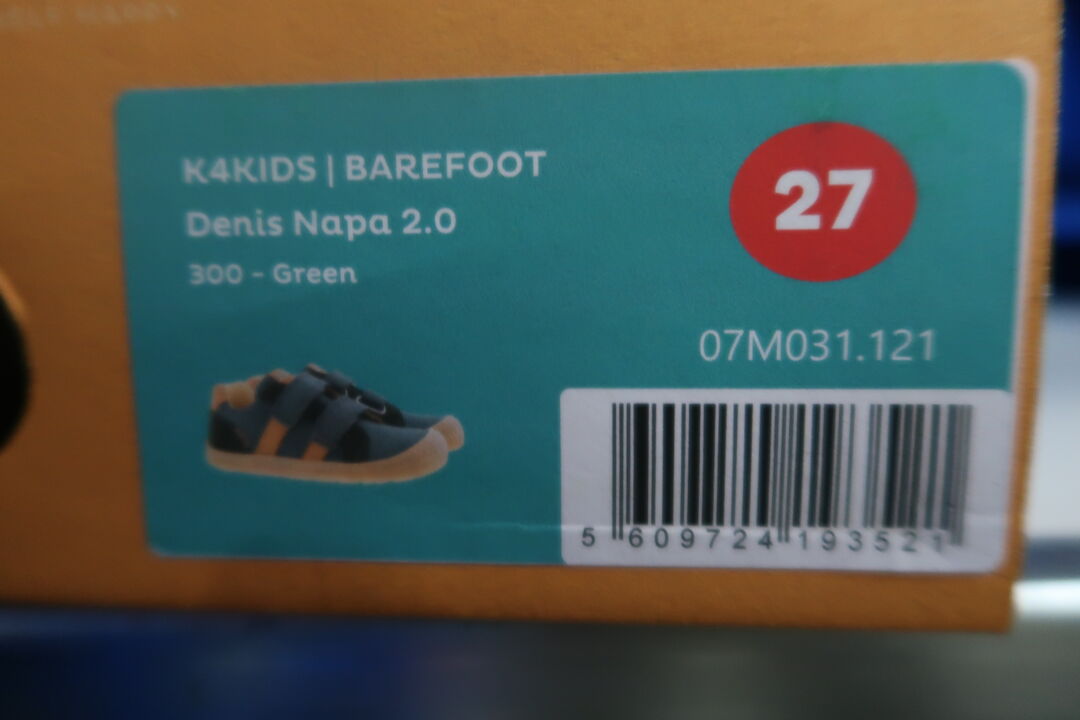 K4KIDS | BAREFOOT
Denis Napa 2.0
300 - Green
27
07M031.121
5 609724 193521